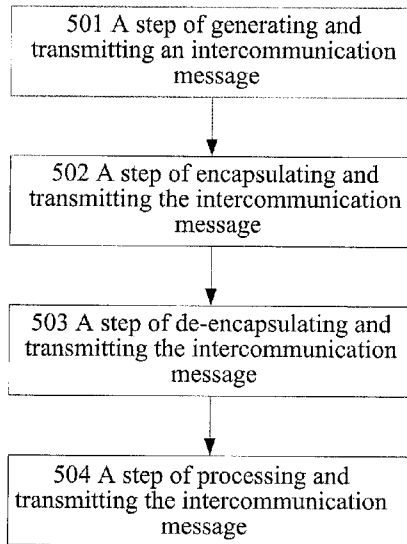 501 A step of generating and
transmitting an intercommunication
message
502 A step of encapsulating and
transmitting the intercommunication
message
503 A step of de-encapsulating and
transmitting the intercommunication
message
504 A step of processing and
transmitting the intercommunication
message